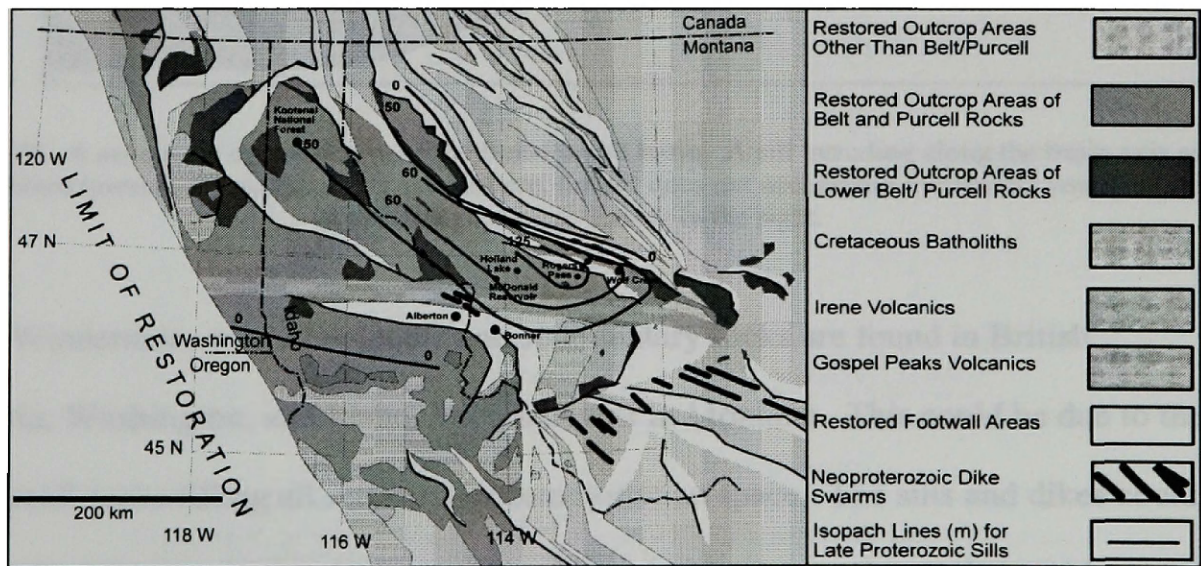 Canada
Montana
0
50
Kootenai
National
Forest
50
60
60
120 W
LIMIT OF RESTORATION
47 N
125
0
Holland
Lake
Rogers
Pass
McDonald
Reservoir
Alberton
Bonner
Idaho
0
0
Washington
Oregon
45 N
200 km
118 W
116 W
114 W
Restored Outcrop Areas
Other Than Belt/Purcell
Restored Outcrop Areas of
Belt and Purcell Rocks
Restored Outcrop Areas of
Lower Belt/ Purcell Rocks
Cretaceous Batholiths
Irene Volcanics
Gospel Peaks Volcanics
Restored Footwall Areas
Neoproterozoic Dike
Swarms
Isopach Lines (m) for
Late Proterozoic Sills